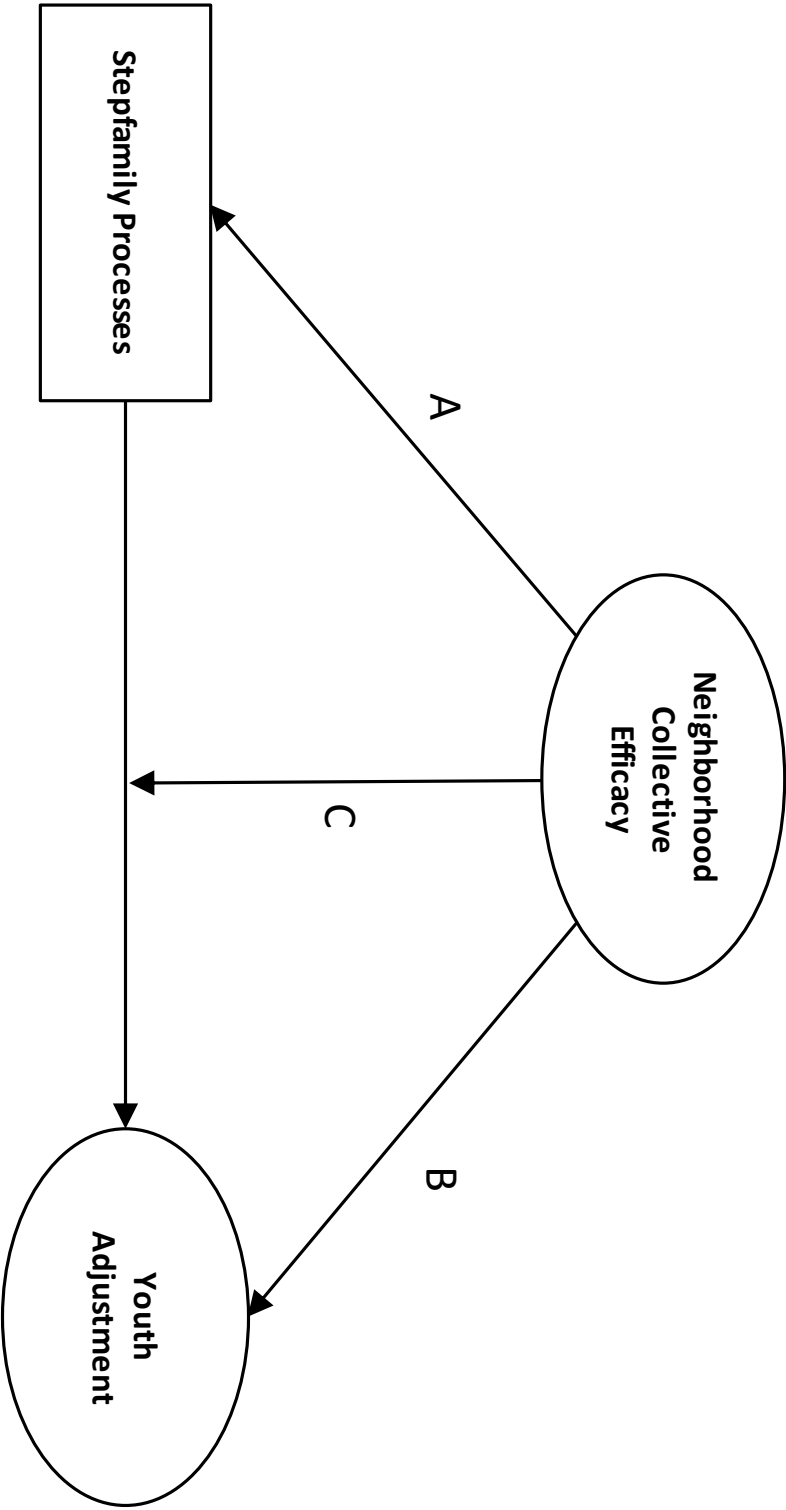 Neighborhood
Collective
Efficacy
A
C
B
Stepfamily Processes
Youth
Adjustment